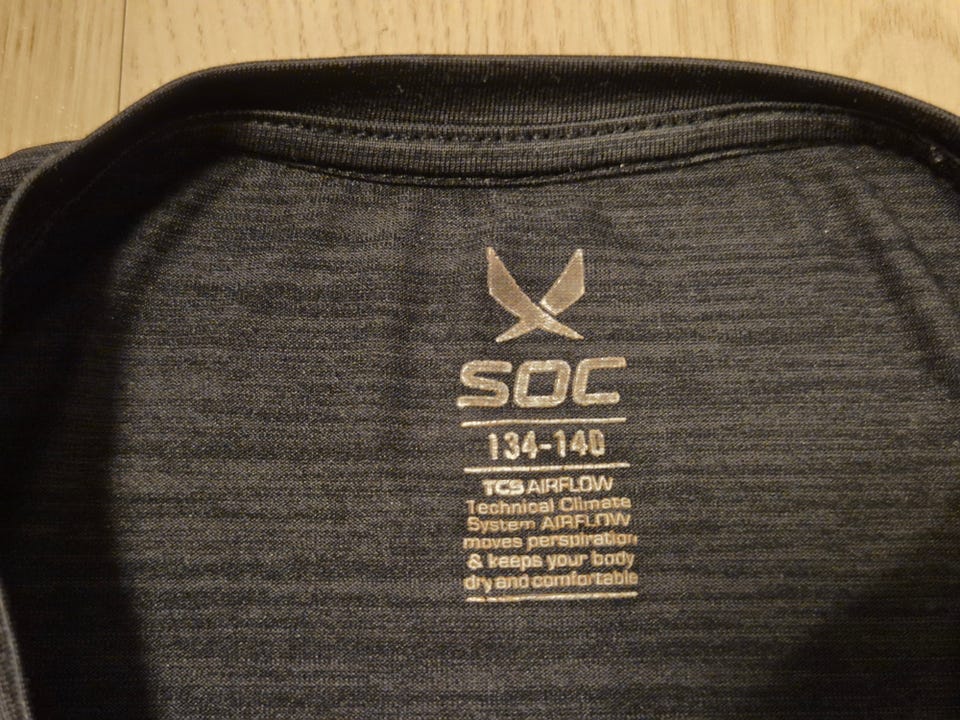 SOC
134-140
TCS AIRFLOW
Technical Climate
System AIRFLOW
moves perspiration
& keeps your body
dry and comfortable